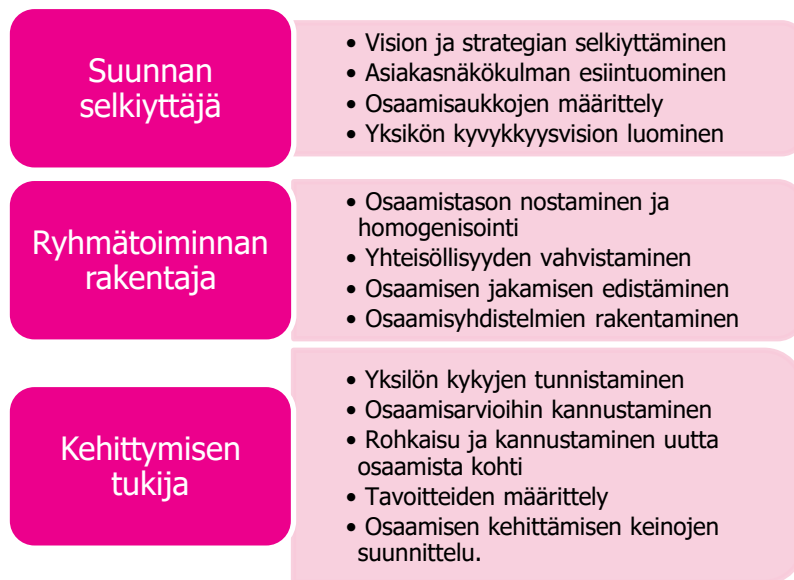 Suunnan
selkiyttäjä
• Vision ja strategian selkiyttäminen
• Asiakasnäkökulman esiintuominen
• Osaamisaukkojen määrittely
• Yksikön kyvykkyysvision luominen
Ryhmätoiminnan
rakentaja
• Osaamistason nostaminen ja
homogenisointi
• Yhteisöllisyyden vahvistaminen
• Osaamisen jakamisen edistäminen
• Osaamisyhdistelmien rakentaminen
Kehittymisen
tukija
• Yksilön kykyjen tunnistaminen
• Osaamisarvioihin kannustaminen
• Rohkaisu ja kannustaminen uutta
osaamista kohti
• Tavoitteiden määrittely
• Osaamisen kehittämisen keinojen
suunnittelu.